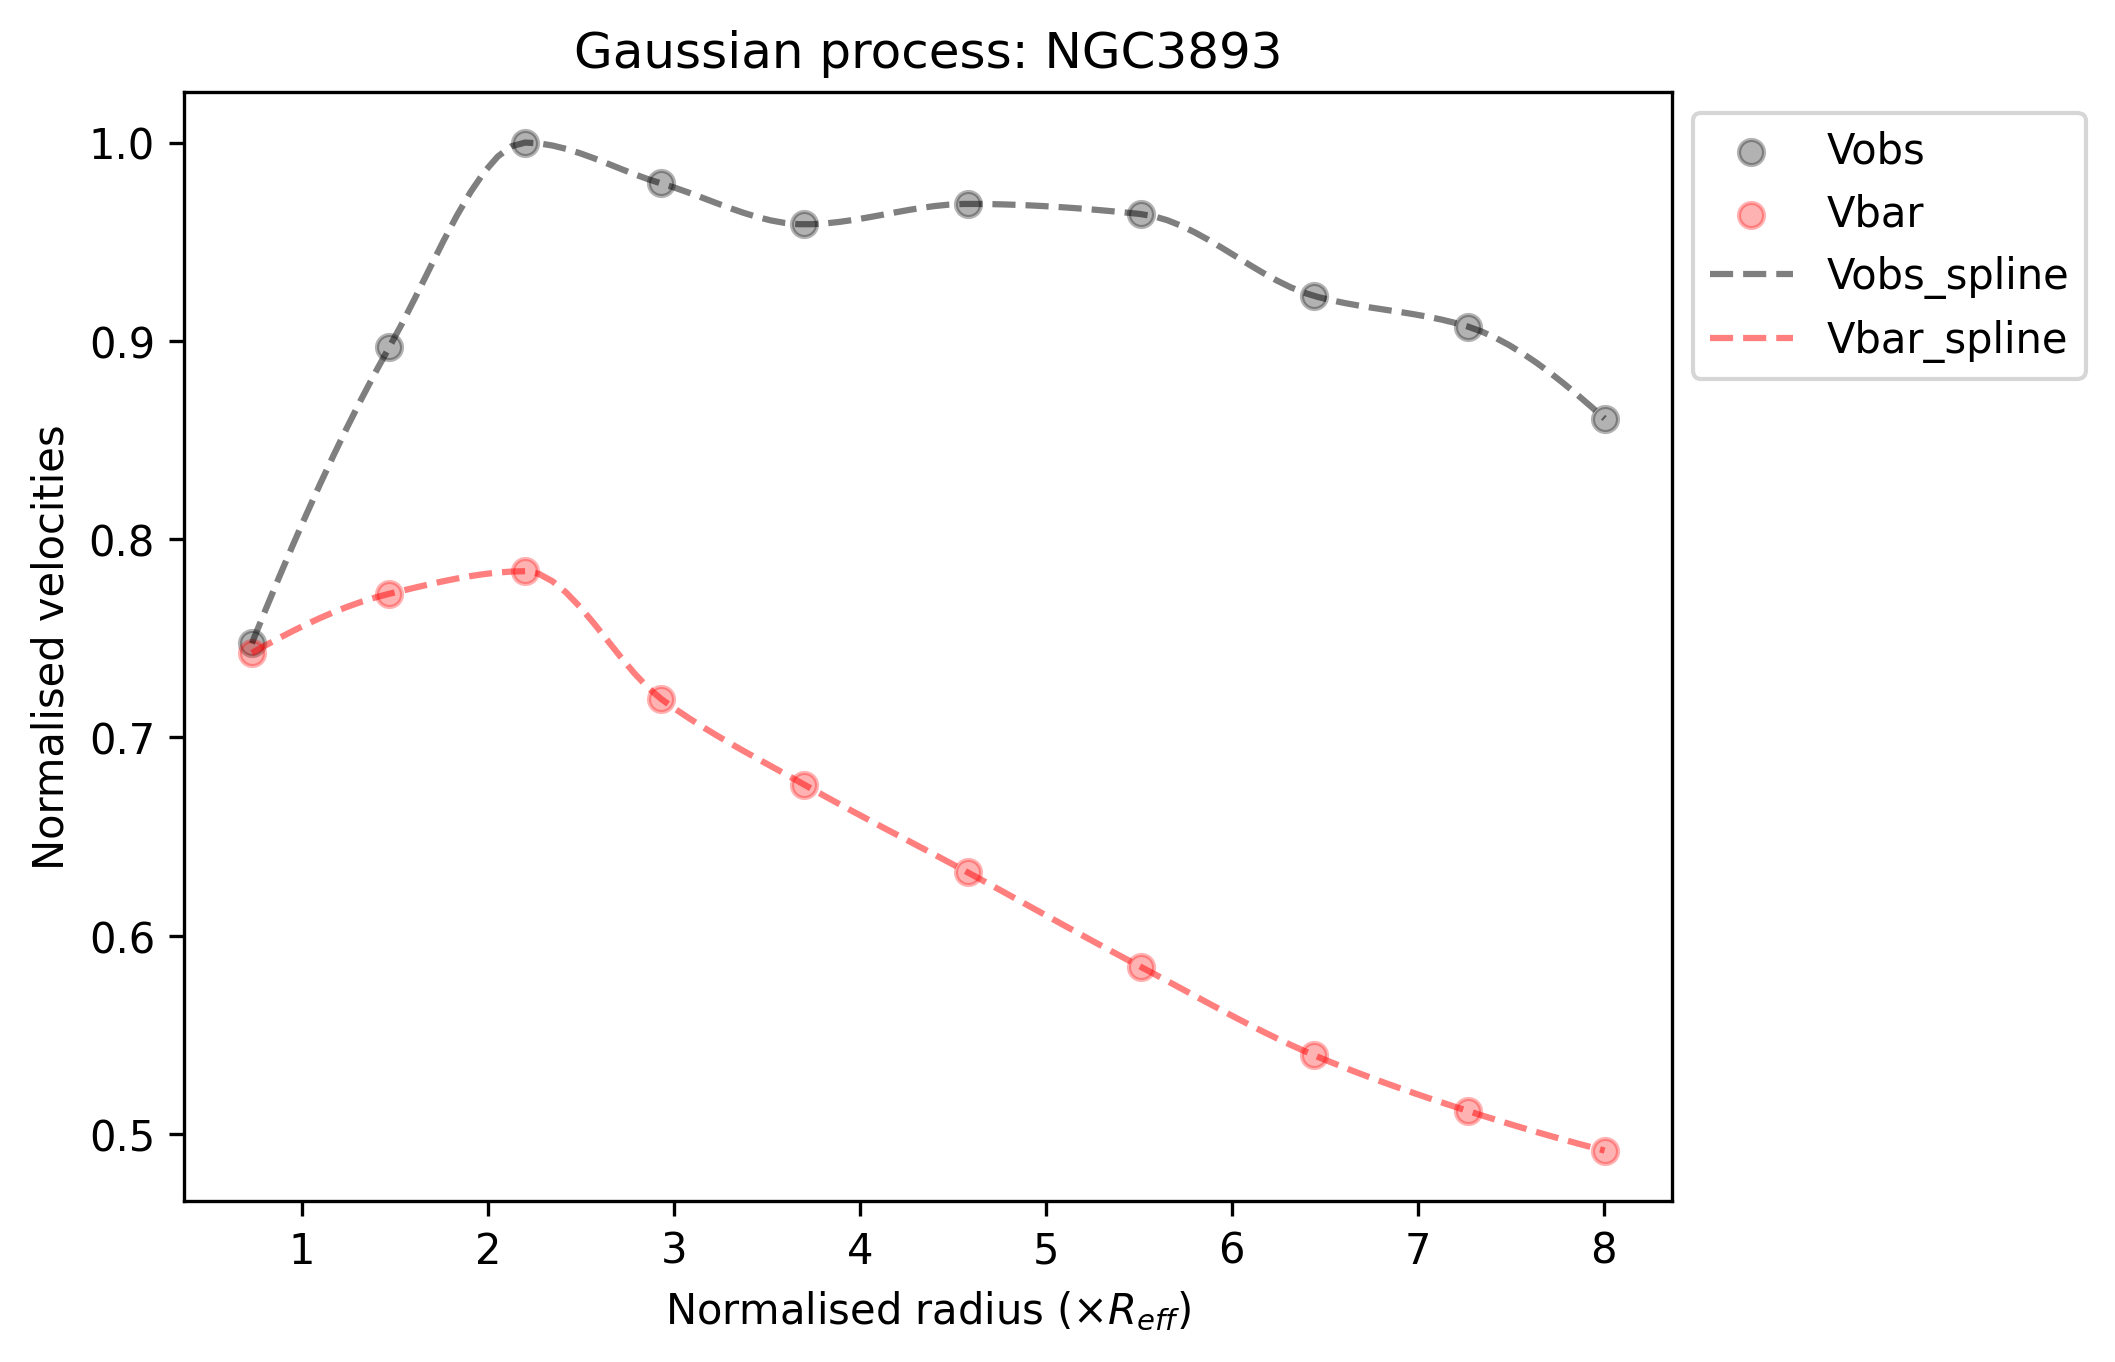 Gaussian process: NGC3893
1.0
0.9
0.8
0.7
0.6
0.5
Normalised velocities
1 2 3 4 5 6 7 8
Normalised radius (×R_eff)
Vobs
Vbar
Vobs_spline
Vbar_spline